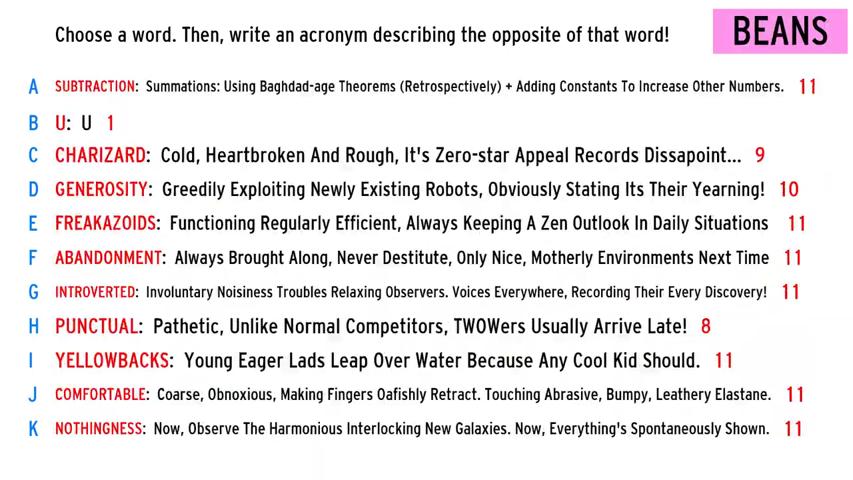 Choose a word. Then, write an acronym describing the opposite of that word!
BEANS
A SUBTRACTION: Summations: Using Baghdad-age Theorems (Retrospectively) + Adding Constants To Increase Other Numbers. 11
B U: U 1
C CHARIZARD: Cold, Heartbroken And Rough, It's Zero-star Appeal Records Dissapoint... 9
D GENEROSITY: Greedily Exploiting Newly Existing Robots, Obviously Stating Its Their Yearning! 10
E FREAKAZOIDS: Functioning Regularly Efficient, Always Keeping A Zen Outlook In Daily Situations 11
F ABANDONMENT: Always Brought Along, Never Destitute, Only Nice, Motherly Environments Next Time 11
G INTROVERTED: Involuntary Noisiness Troubles Relaxing Observers. Voices Everywhere, Recording Their Every Discovery! 11
H PUNCTUAL: Pathetic, Unlike Normal Competitors, TWOWers Usually Arrive Late! 8
I YELLOWBACKS: Young Eager Lads Leap Over Water Because Any Cool Kid Should. 11
J COMFORTABLE: Coarse, Obnoxious, Making Fingers Oafishly Retract. Touching Abrasive, Bumpy, Leathery Elastane. 11
K NOTHINGNESS: Now, Observe The Harmonious Interlocking New Galaxies. Now, Everything's Spontaneously Shown. 11